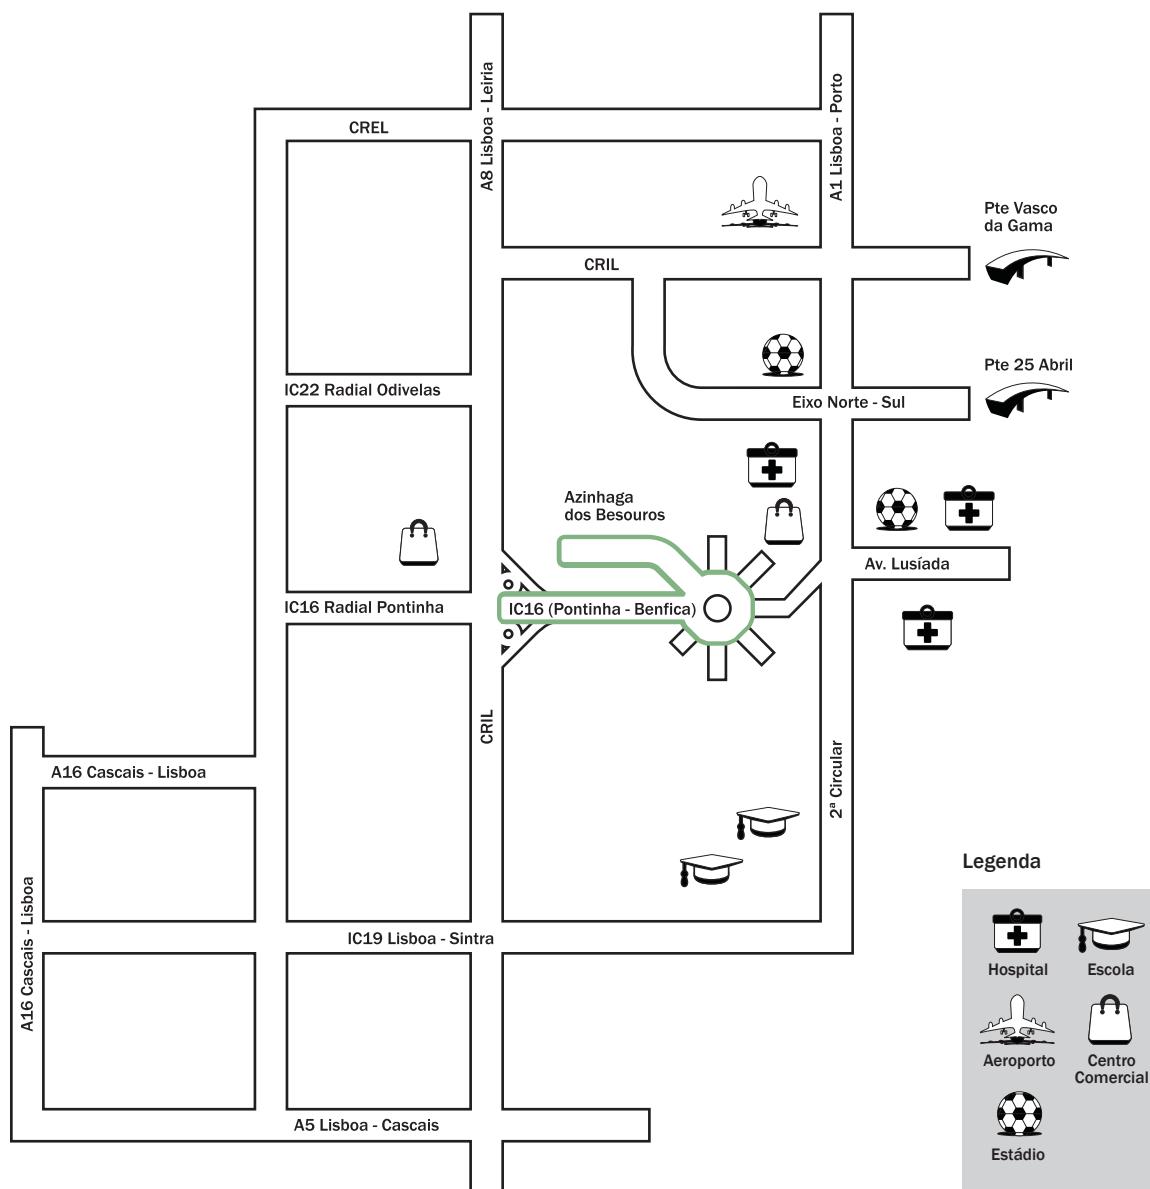 A8 Lisboa - Leiria
A1 Lisboa - Porto
CREL
Pte Vasco
da Gama
CRIL
Pte 25 Abril
IC22 Radial Odivelas
Eixo Norte - Sul
Azinhaga
dos Besouros
Av. Lusíada
IC16 Radial Pontinha
IC16 (Pontinha - Benfica)
CRIL
A16 Cascais - Lisboa
2ª Circular
Legenda
A16 Cascais - Lisboa
IC19 Lisboa - Sintra
Hospital
Escola
Aeroporto
Centro
Comercial
A5 Lisboa - Cascais
Estádio